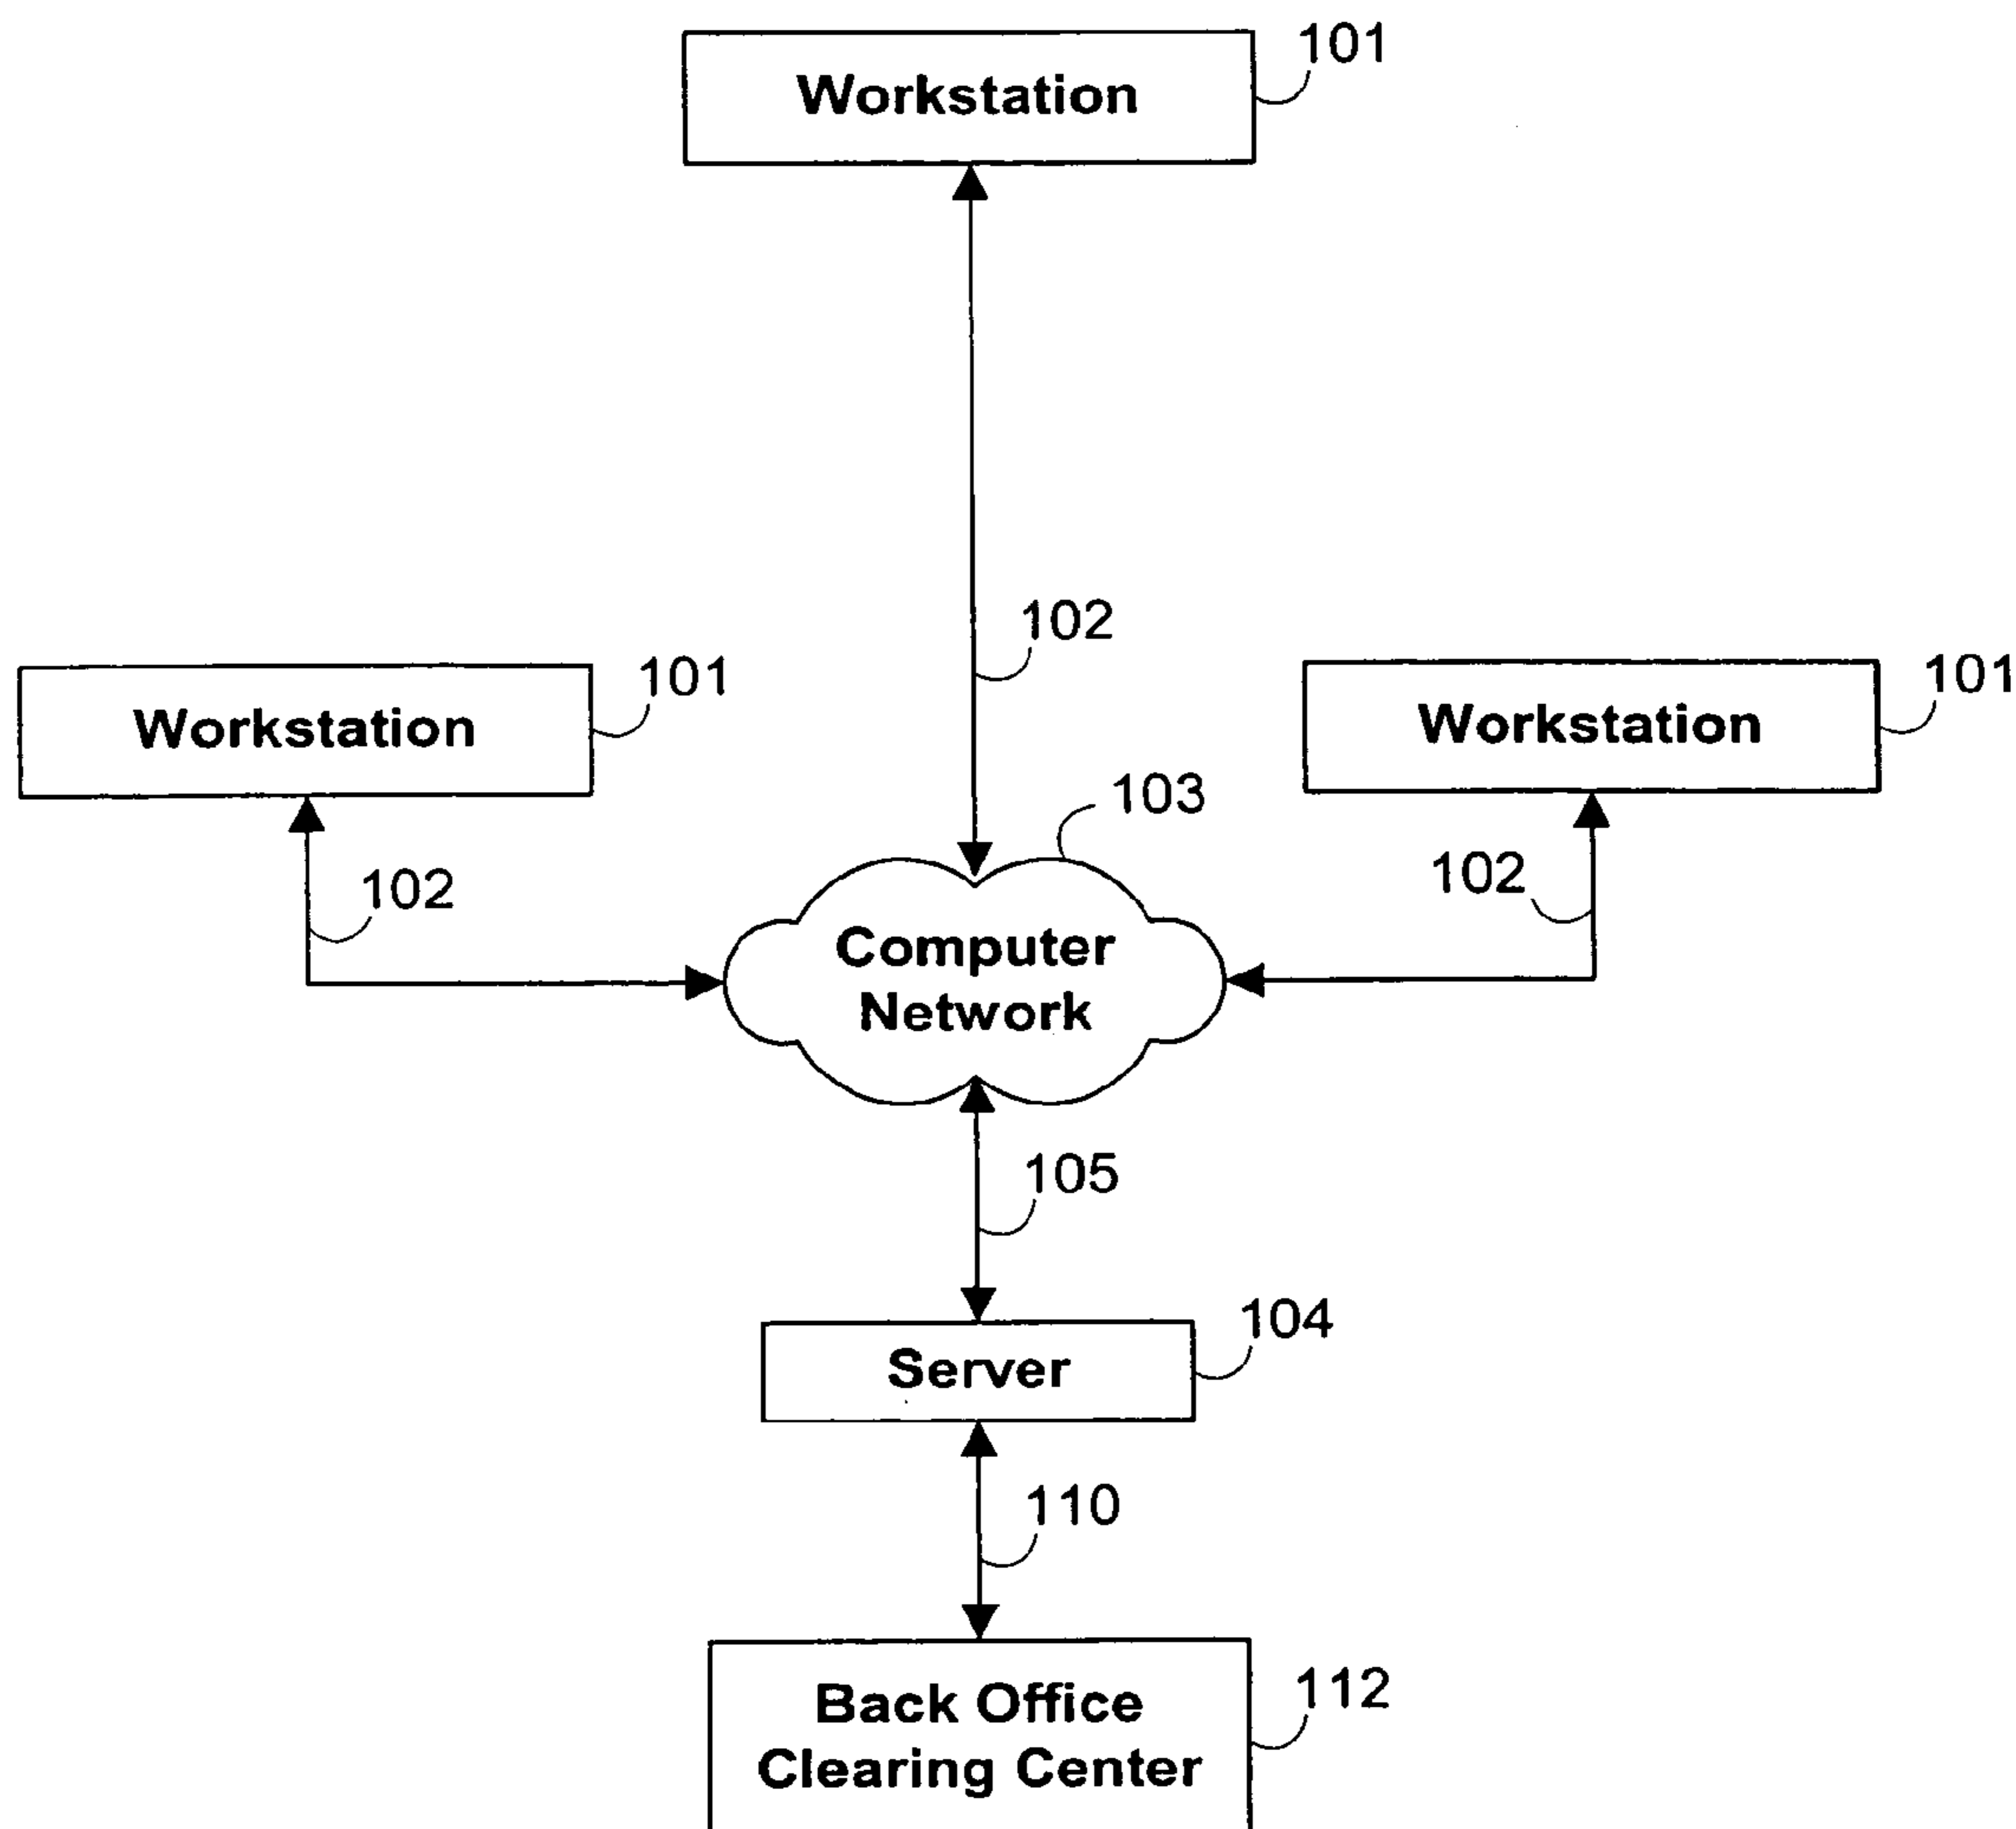 101
Workstation
102
101
Workstation
101
Workstation
103
102
102
Computer
Network
105
104
Server
110
112
Back Office
Clearing Center